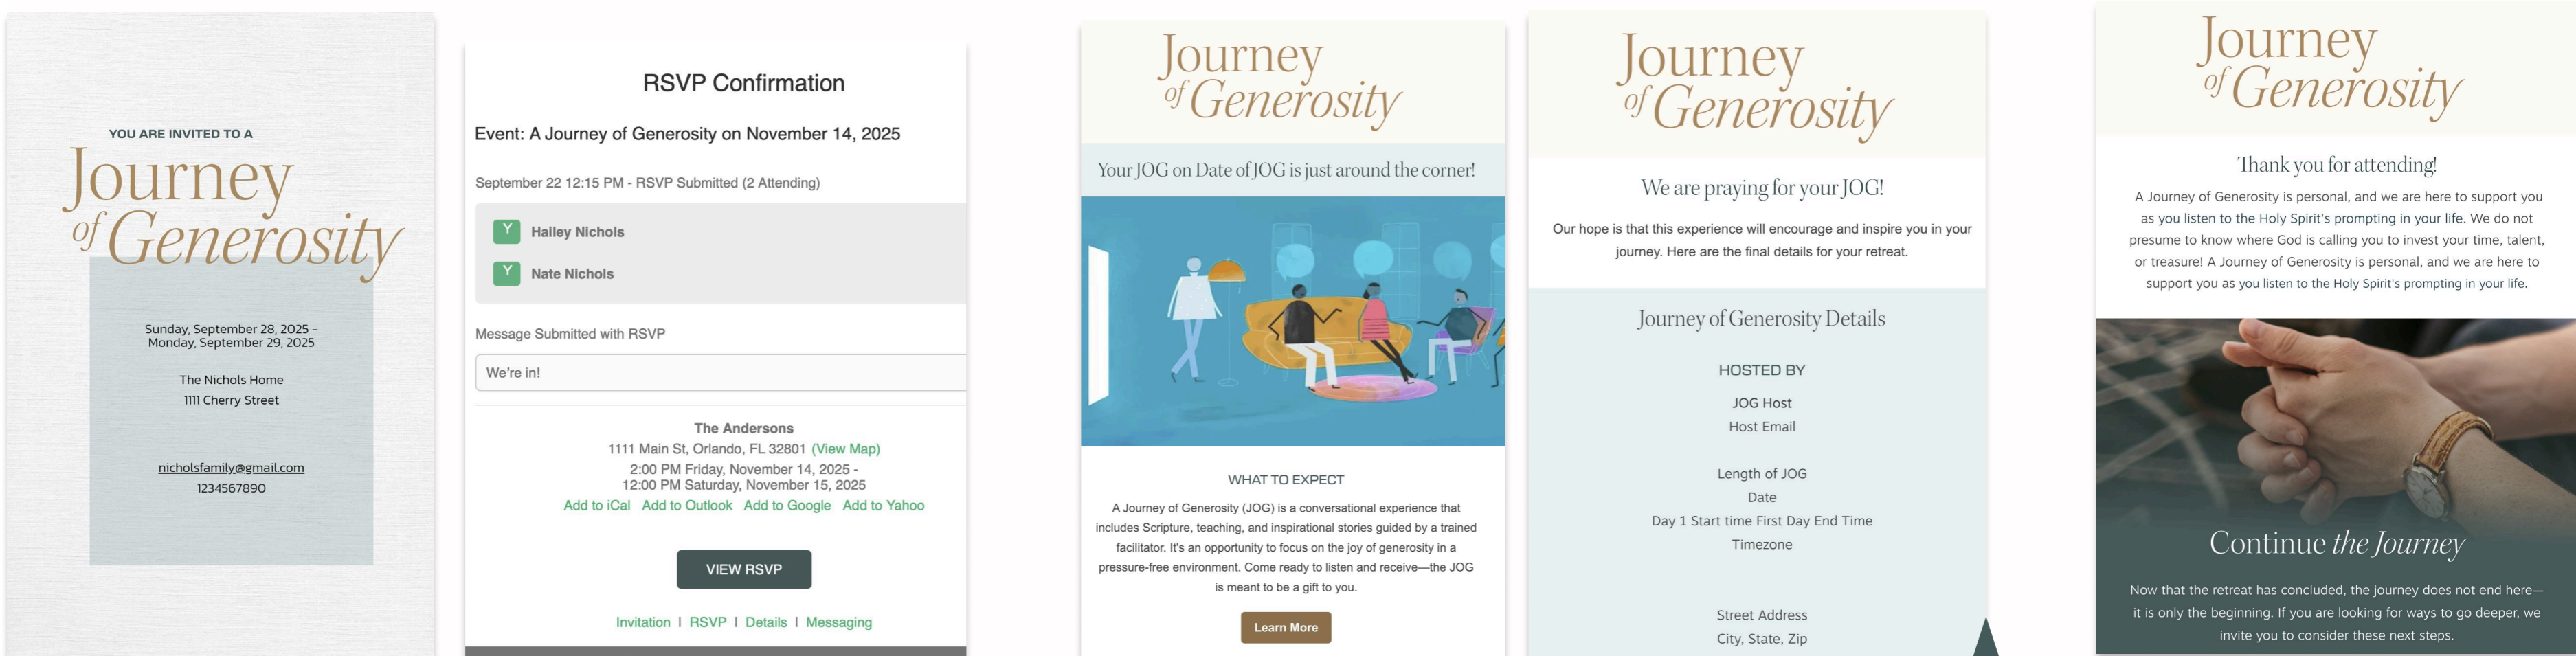 YOU ARE INVITED TO A
Journey
of Generosity
Sunday, September 28, 2025 -
Monday, September 29, 2025
The Nichols Home
1111 Cherry Street
nicholsfamily@gmail.com
1234567890
RSVP Confirmation
Event: A Journey of Generosity on November 14, 2025
September 22 12:15 PM - RSVP Submitted (2 Attending)
Y Hailey Nichols
Y Nate Nichols
Message Submitted with RSVP
We're in!
The Andersons
1111 Main St, Orlando, FL 32801 (View Map)
2:00 PM Friday, November 14, 2025 -
12:00 PM Saturday, November 15, 2025
Add to iCal Add to Outlook Add to Google Add to Yahoo
VIEW RSVP
Invitation | RSVP | Details | Messaging
Journey
of Generosity
Your JOG on Date of JOG is just around the corner!
WHAT TO EXPECT
A Journey of Generosity (JOG) is a conversational experience that
includes Scripture, teaching, and inspirational stories guided by a trained
facilitator. It's an opportunity to focus on the joy of generosity in a
pressure-free environment. Come ready to listen and receive—the JOG
is meant to be a gift to you.
Learn More
Journey
of Generosity
We are praying for your JOG!
Our hope is that this experience will encourage and inspire you in your
journey. Here are the final details for your retreat.
Journey of Generosity Details
HOSTED BY
JOG Host
Host Email
Length of JOG
Date
Day 1 Start time First Day End Time
Timezone
Street Address
City, State, Zip
Journey
of Generosity
Thank you for attending!
A Journey of Generosity is personal, and we are here to support you
as you listen to the Holy Spirit's prompting in your life. We do not
presume to know where God is calling you to invest your time, talent,
or treasure! A Journey of Generosity is personal, and we are here to
support you as you listen to the Holy Spirit's prompting in your life.
Continue the Journey
Now that the retreat has concluded, the journey does not end here—
it is only the beginning. If you are looking for ways to go deeper, we
invite you to consider these next steps.